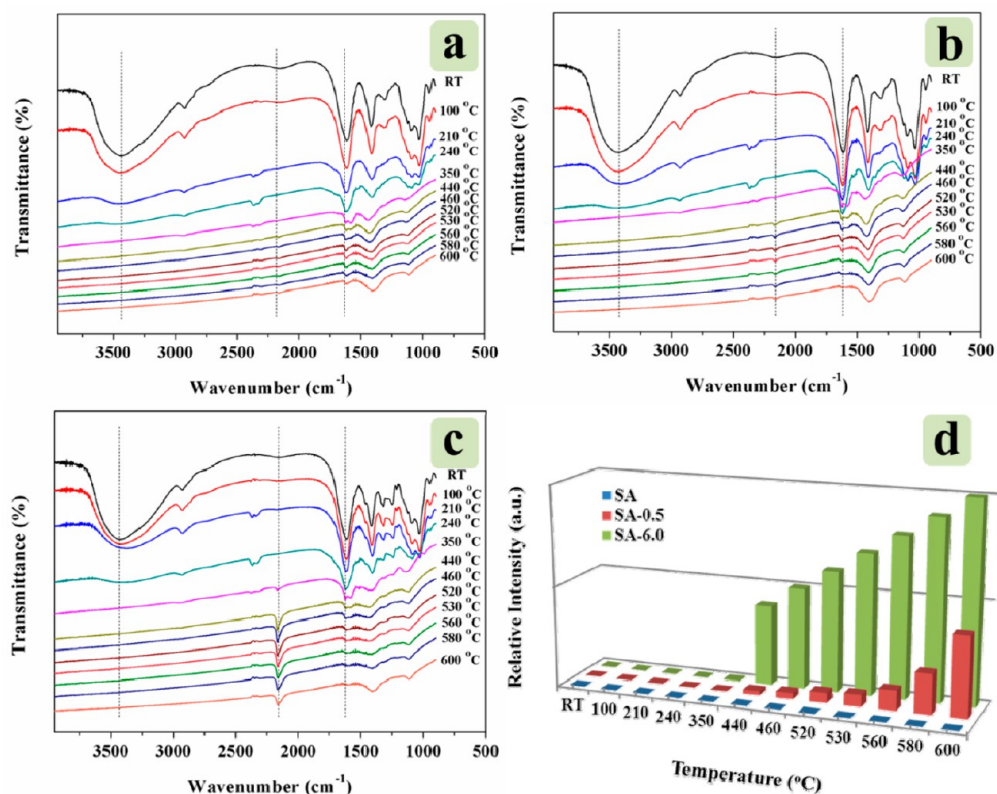 a
RT
100 °C
210 °C
240 °C
350 °C
440 °C
460 °C
520 °C
530 °C
560 °C
580 °C
600 °C
Transmittance (%)
3500 3000 2500 2000 1500 1000 500
Wavenumber (cm⁻¹)
b
RT
100 °C
210 °C
240 °C
350 °C
440 °C
460 °C
520 °C
530 °C
560 °C
580 °C
600 °C
Transmittance (%)
3500 3000 2500 2000 1500 1000 500
Wavenumber (cm⁻¹)
c
RT
100 °C
210 °C
240 °C
350 °C
440 °C
460 °C
520 °C
530 °C
560 °C
580 °C
600 °C
Transmittance (%)
3500 3000 2500 2000 1500 1000 500
Wavenumber (cm⁻¹)
d
SA
SA-0.5
SA-6.0
Relative Intensity (a.u.)
RT 100 210 240 350 440 460 520 530 560 580 600
Temperature (°C)